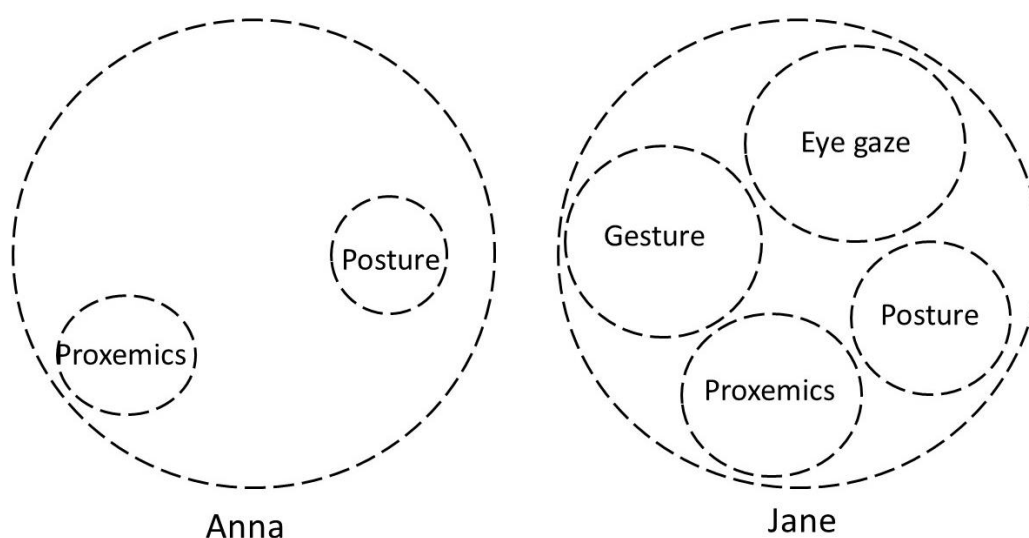 Eye gaze
Gesture
Posture
Posture
Proxemics
Proxemics
Anna
Jane